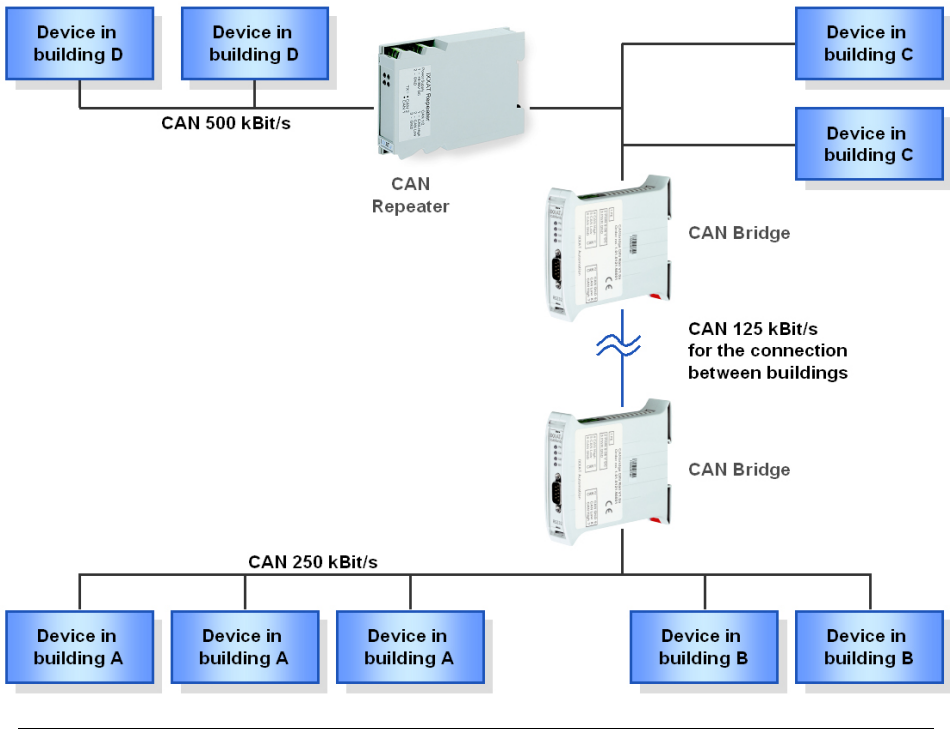 Device in
building D
Device in
building D
Device in
building C
CAN 500 kBit/s
IXXAT Repeater
CAN
Repeater
Device in
building C
CAN Bridge
CAN 125 kBit/s
for the connection
between buildings
CAN Bridge
CAN 250 kBit/s
Device in
building A
Device in
building A
Device in
building A
Device in
building B
Device in
building B